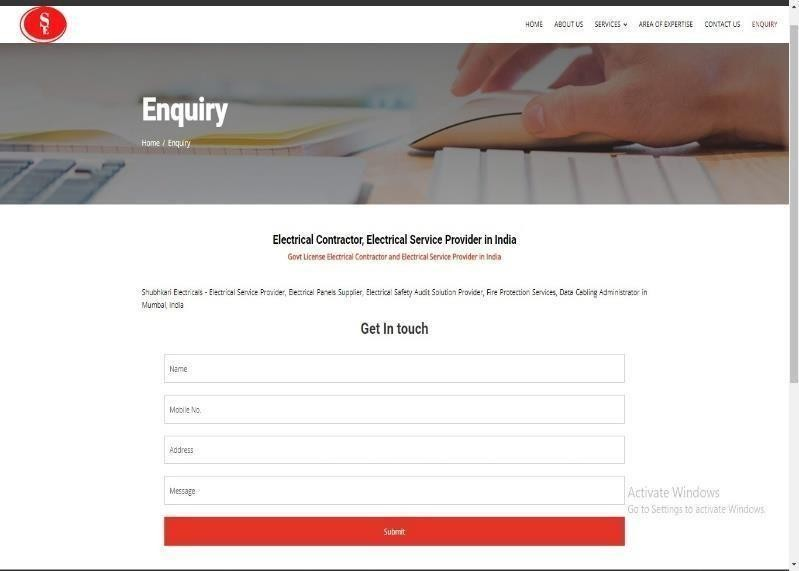 S
E
HOME ABOUT US SERVICES AREA OF EXPERTISE CONTACT US ENQUIRY
Enquiry
Home / Enquiry
Electrical Contractor, Electrical Service Provider in India
Govt License Electrical Contractor and Electrical Service Provider in India
Shubhkari Electricals - Electrical Service Provider, Electrical Panels Supplier, Electrical Safety Audit Solution Provider, Fire Protection Services, Data Cabling Administrator in
Mumbai, India
Get In touch
Name
Mobile No.
Address
Message
Activate Windows
Go to Settings to activate Windows.
Submit